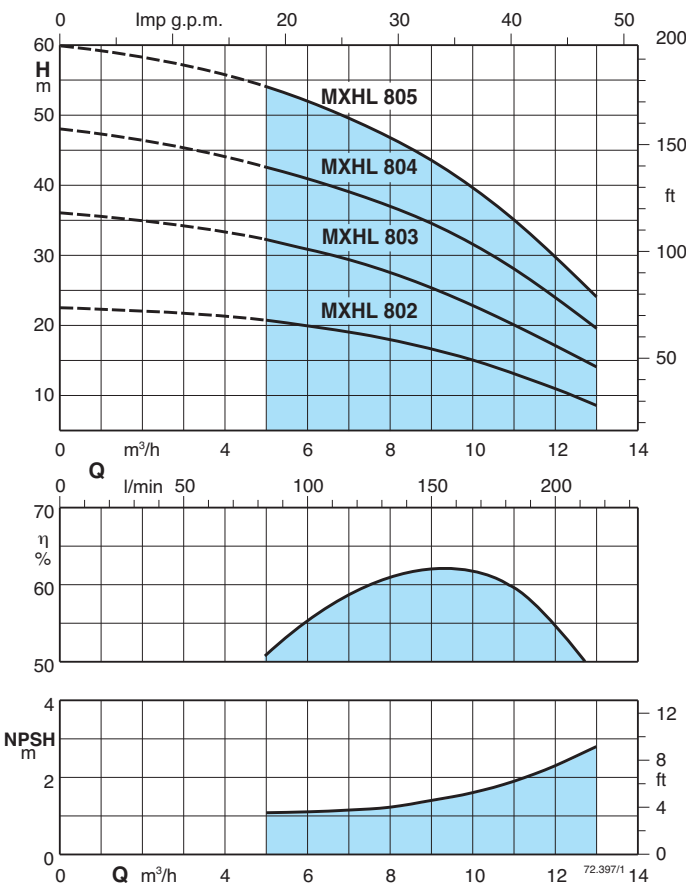 0 Imp g.p.m. 20 30 40 50
60 200
H
m
MXHL 805
50
150
MXHL 804
40
ft
MXHL 803
100
30
MXHL 802
20
50
10
0 m³/h 4 6 8 10 12 14
Q
0 l/min 50 100 150 200
70
η
%
60
50
4
12
NPSH
m
8
ft
2
4
0 0
72.397/1
0 Q m³/h 6 8 10 12 14